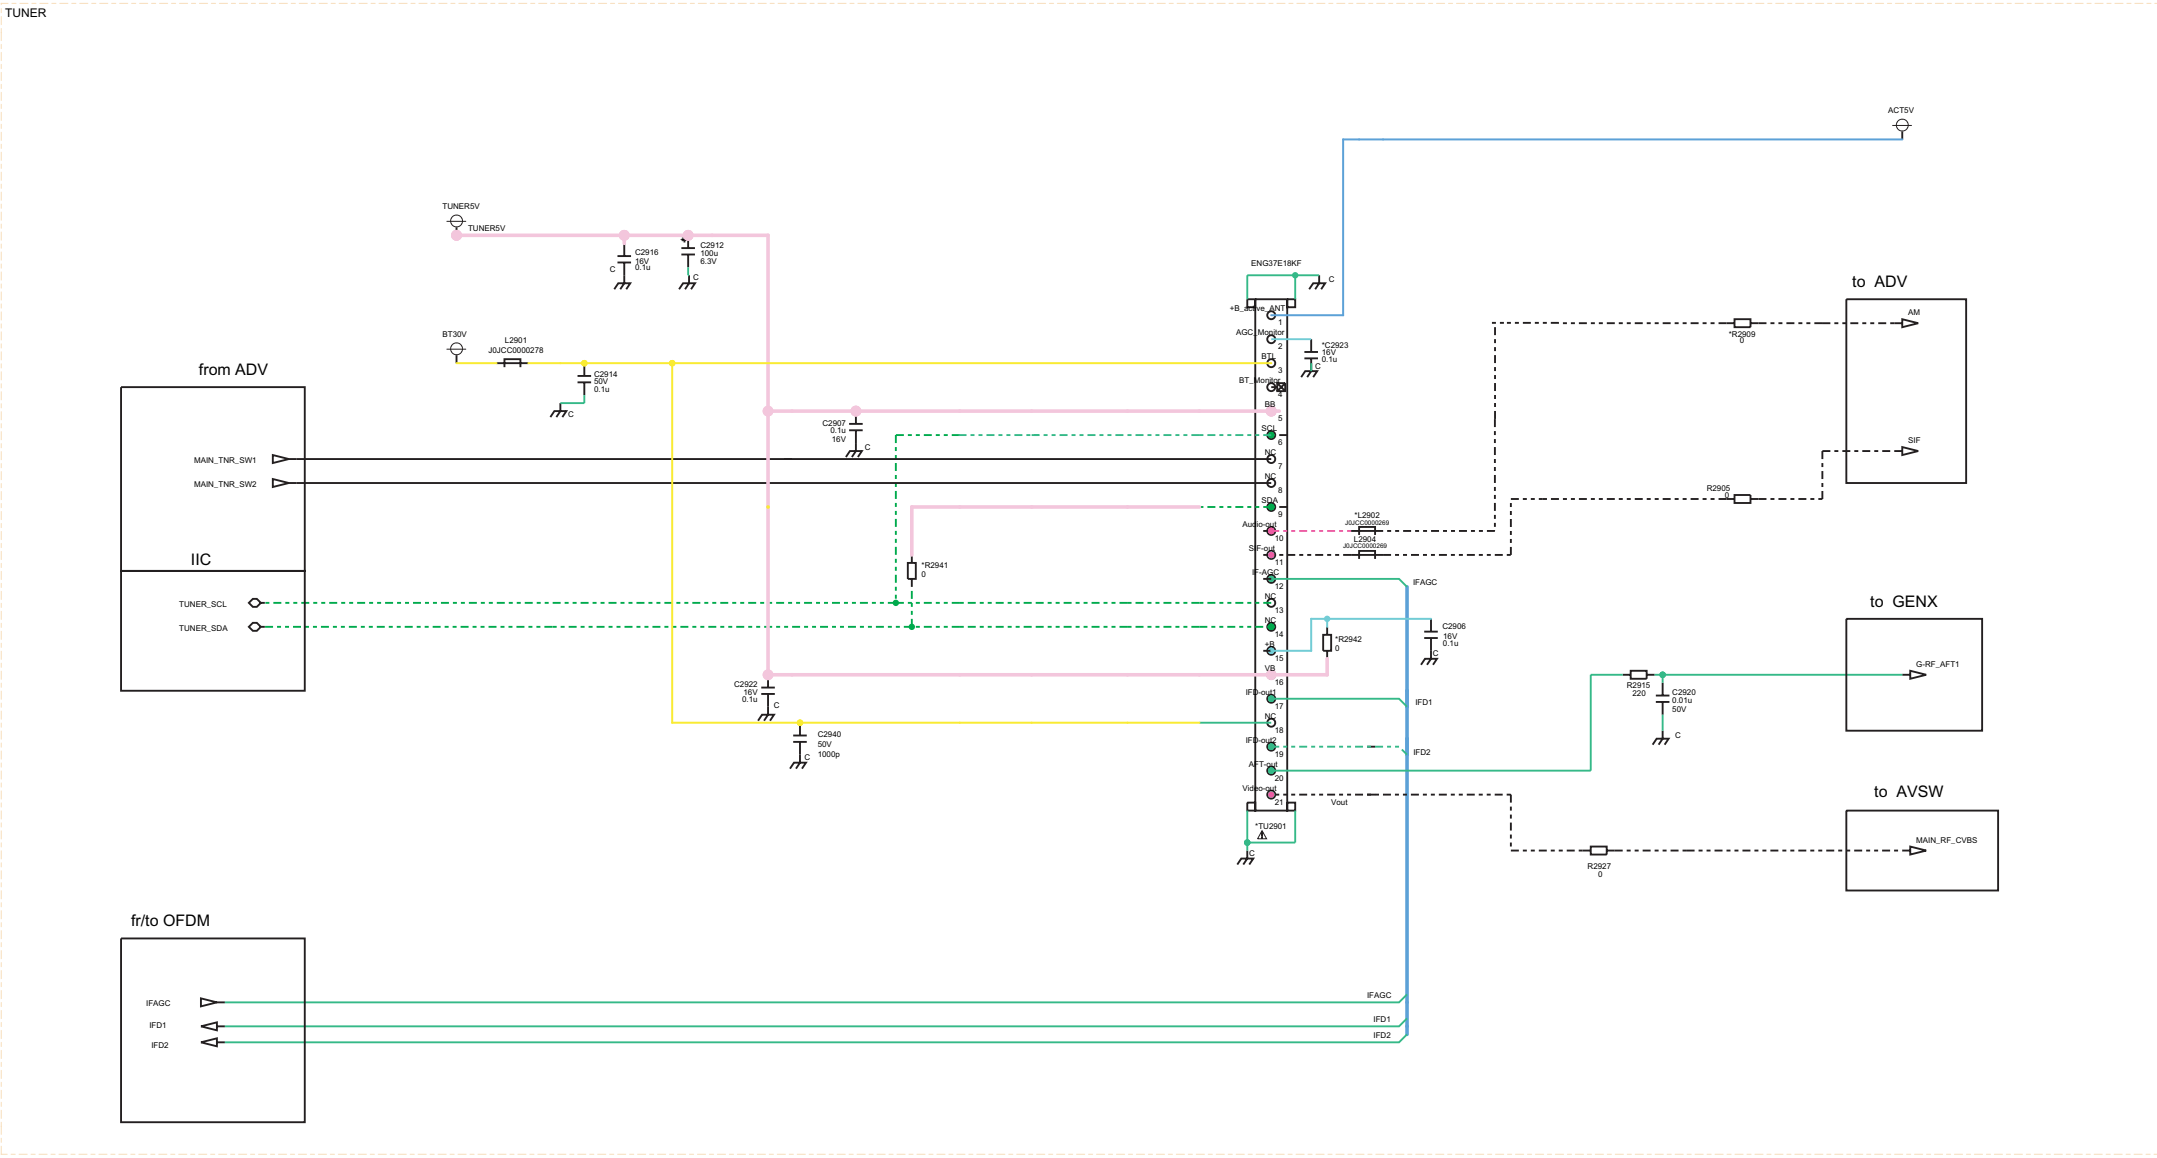 TUNER
ACT5V
TUNER5V
TUNER5V
C2916
16V
0.1u
C
C2912
100u
6.3V
C
ENG37E18KF
C
to ADV
+B_active_ANT
1
AM
BT30V
L2901
J0JCC0000278
AGC_Monitor
2
*C2923
16V
0.1u
C
*R2909
0
from ADV
C2914
50V
0.1u
C
BTL
3
BT_Monitor
4
BB
5
C2907
0.1u
16V
C
SCL
6
SIF
MAIN_TNR_SW1
NC
7
MAIN_TNR_SW2
NC
8
R2905
0
SDA
9
*L2902
J0JCC0000269
Audio-out
10
L2904
J0JCC0000269
SIF-out
11
IIC
*R2941
0
IF-AGC
12
IFAGC
TUNER_SCL
NC
13
to GENX
TUNER_SDA
NC
14
*R2942
0
C2906
16V
0.1u
C
+B
15
VB
16
G-RF_AFT1
C2922
16V
0.1u
C
R2915
220
C2920
0.01u
50V
C
IFD-out1
17
IFD1
NC
18
C2940
50V
1000p
C
IFD-out2
19
IFD2
AFT-out
20
Video-out
21
Vout
to AVSW
*TU2901
C
MAIN_RF_CVBS
R2927
0
fr/to OFDM
IFAGC
IFAGC
IFD1
IFD1
IFD2
IFD2